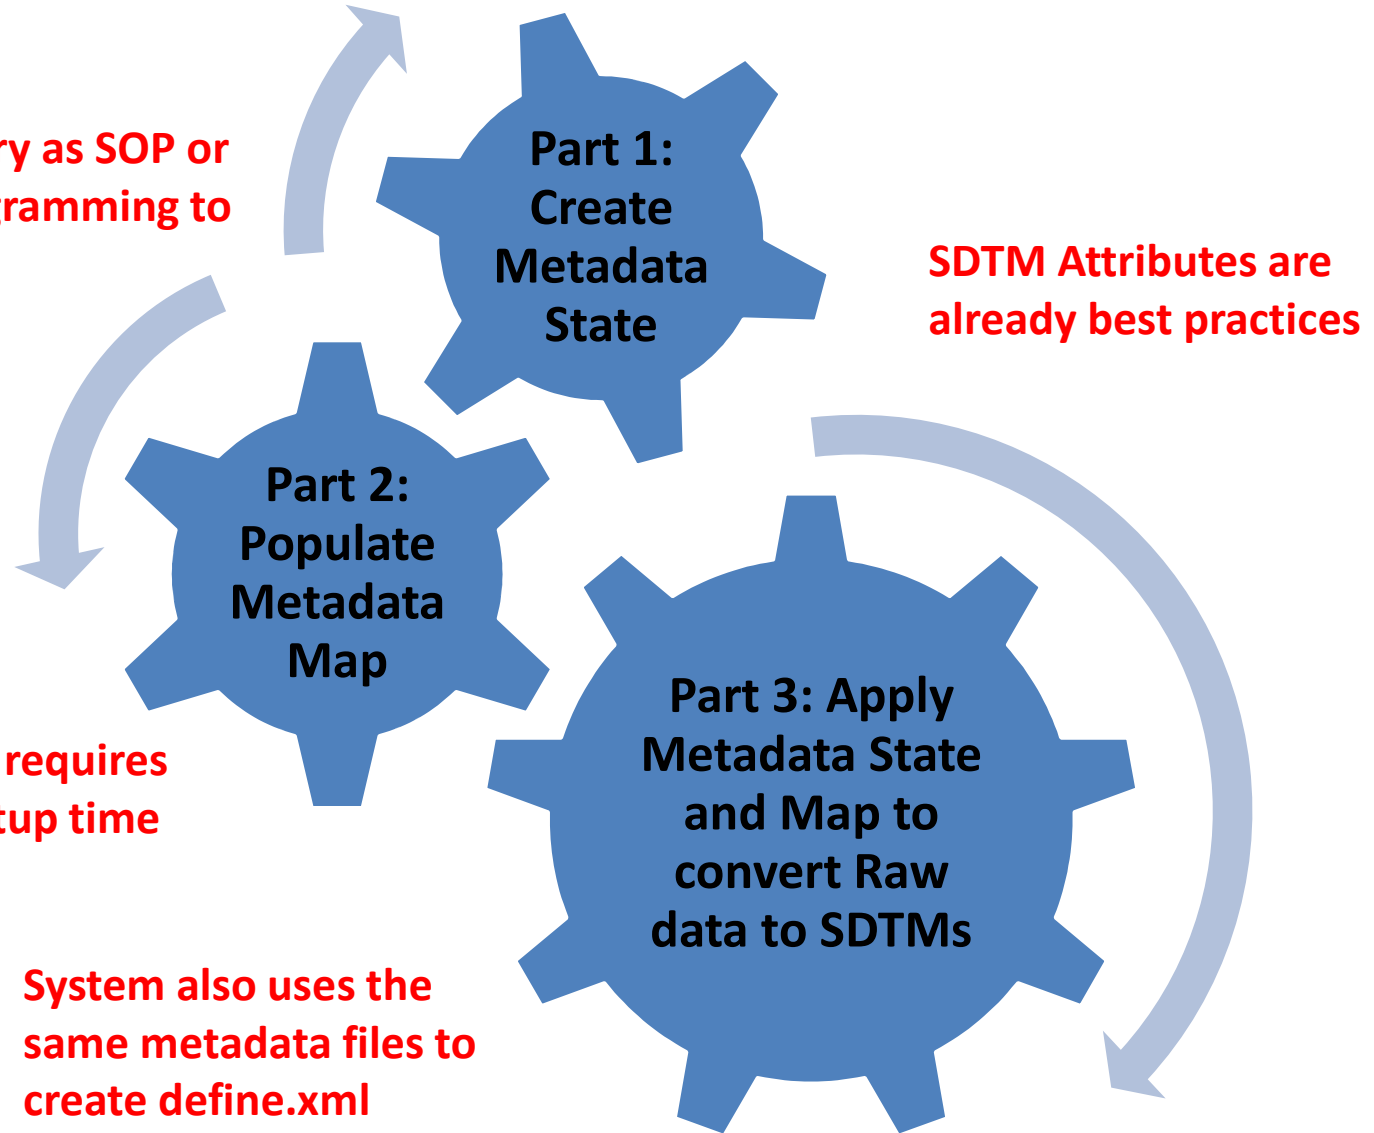 Part 1:
Create
Metadata
State
ry as SOP or
gramming to
SDTM Attributes are
already best practices
Part 2:
Populate
Metadata
Map
requires
tup time
Part 3: Apply
Metadata State
and Map to
convert Raw
data to SDTMs
System also uses the
same metadata files to
create define.xml